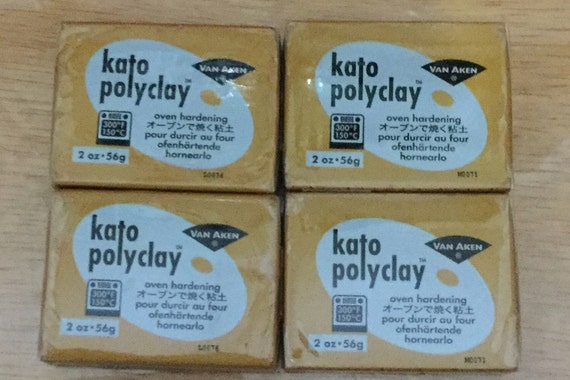 kato
polyclay™
VAN AKEN
®
oven hardening
オーブンで焼く粘土
pour durcir au four
ofenhärtende
hornearlo
300°F
150°C
2 oz • 56g
kato
polyclay™
VAN AKEN
®
oven hardening
オーブンで焼く粘土
pour durcir au four
ofenhärtende
hornearlo
300°F
150°C
2 oz • 56g
kato
polyclay™
VAN AKEN
®
oven hardening
オーブンで焼く粘土
pour durcir au four
ofenhärtende
hornearlo
300°F
150°C
2 oz • 56g
kato
polyclay™
VAN AKEN
®
oven hardening
オーブンで焼く粘土
pour durcir au four
ofenhärtende
hornearlo
300°F
150°C
2 oz • 56g